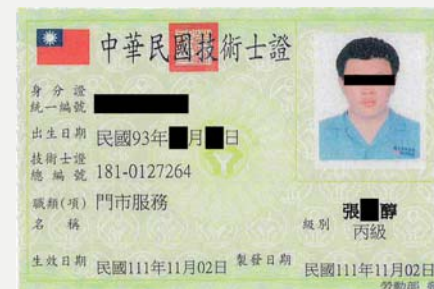 中華民國技術士證
身分證
統一編號
出生日期 民國93年 月 日
技術士證
總編號 181-0127264
職類(項)
名稱 門市服務
張 醇
級別 丙級
生效日期 民國111年11月02日 製發日期 民國111年11月02日
勞動部